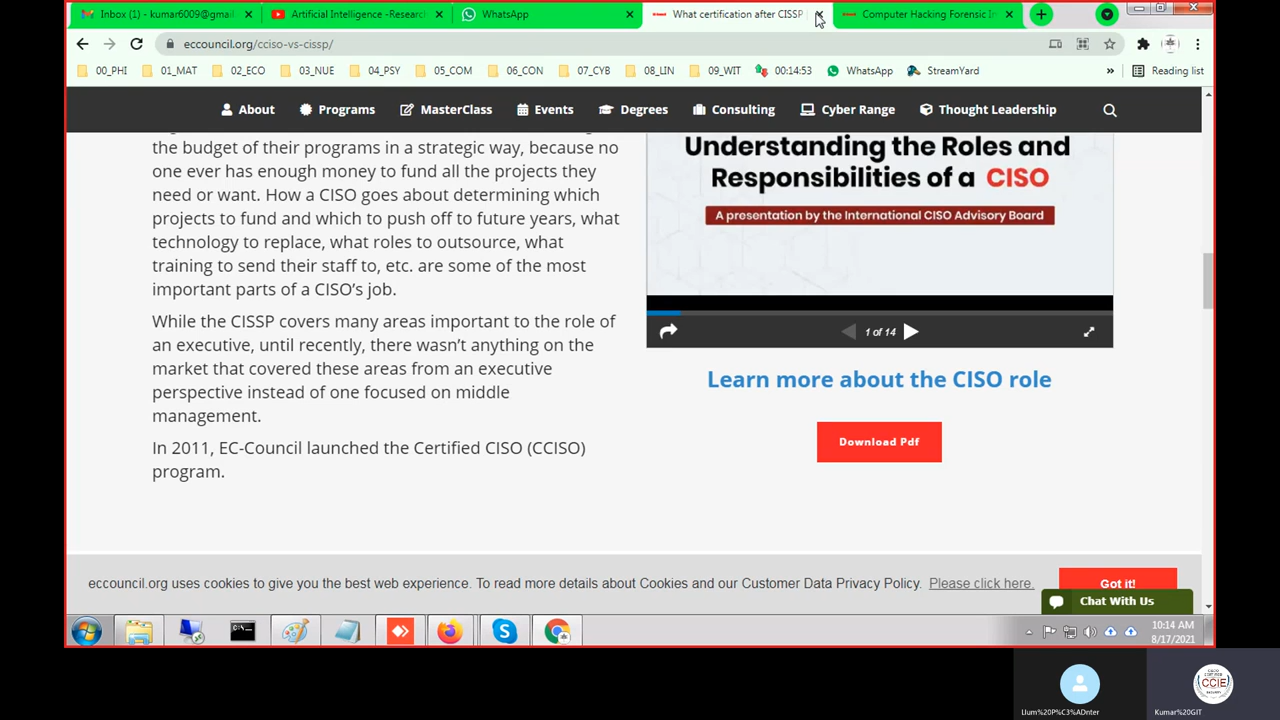 Inbox (1) - kumar6009@gmail
Artificial Intelligence -Resear
WhatsApp
What certification after CISSP
Computer Hacking Forensic In
eccouncil.org/cciso-vs-cissp/
00_PHI
01_MAT
02_ECO
03_NUE
04_PSY
05_COM
06_CON
07_CYB
08_LIN
09_WIT
00:14:53
WhatsApp
StreamYard
»
Reading list
About
Programs
MasterClass
Events
Degrees
Consulting
Cyber Range
Thought Leadership
the budget of their programs in a strategic way, because no
one ever has enough money to fund all the projects they
need or want. How a CISO goes about determining which
projects to fund and which to push off to future years, what
technology to replace, what roles to outsource, what
training to send their staff to, etc. are some of the most
important parts of a CISO's job.
While the CISSP covers many areas important to the role of
an executive, until recently, there wasn't anything on the
market that covered these areas from an executive
perspective instead of one focused on middle
management.
In 2011, EC-Council launched the Certified CISO (CCISO)
program.
Understanding the Roles and
Responsibilities of a CISO
A presentation by the International CISO Advisory Board
1 of 14
Learn more about the CISO role
Download Pdf
eccouncil.org uses cookies to give you the best web experience. To read more details about Cookies and our Customer Data Privacy Policy. Please click here.
Got it!
Chat With Us
10:14 AM
8/17/2021
CCIE
Llum%20P%C3%ADnter
Kumar%20GIT